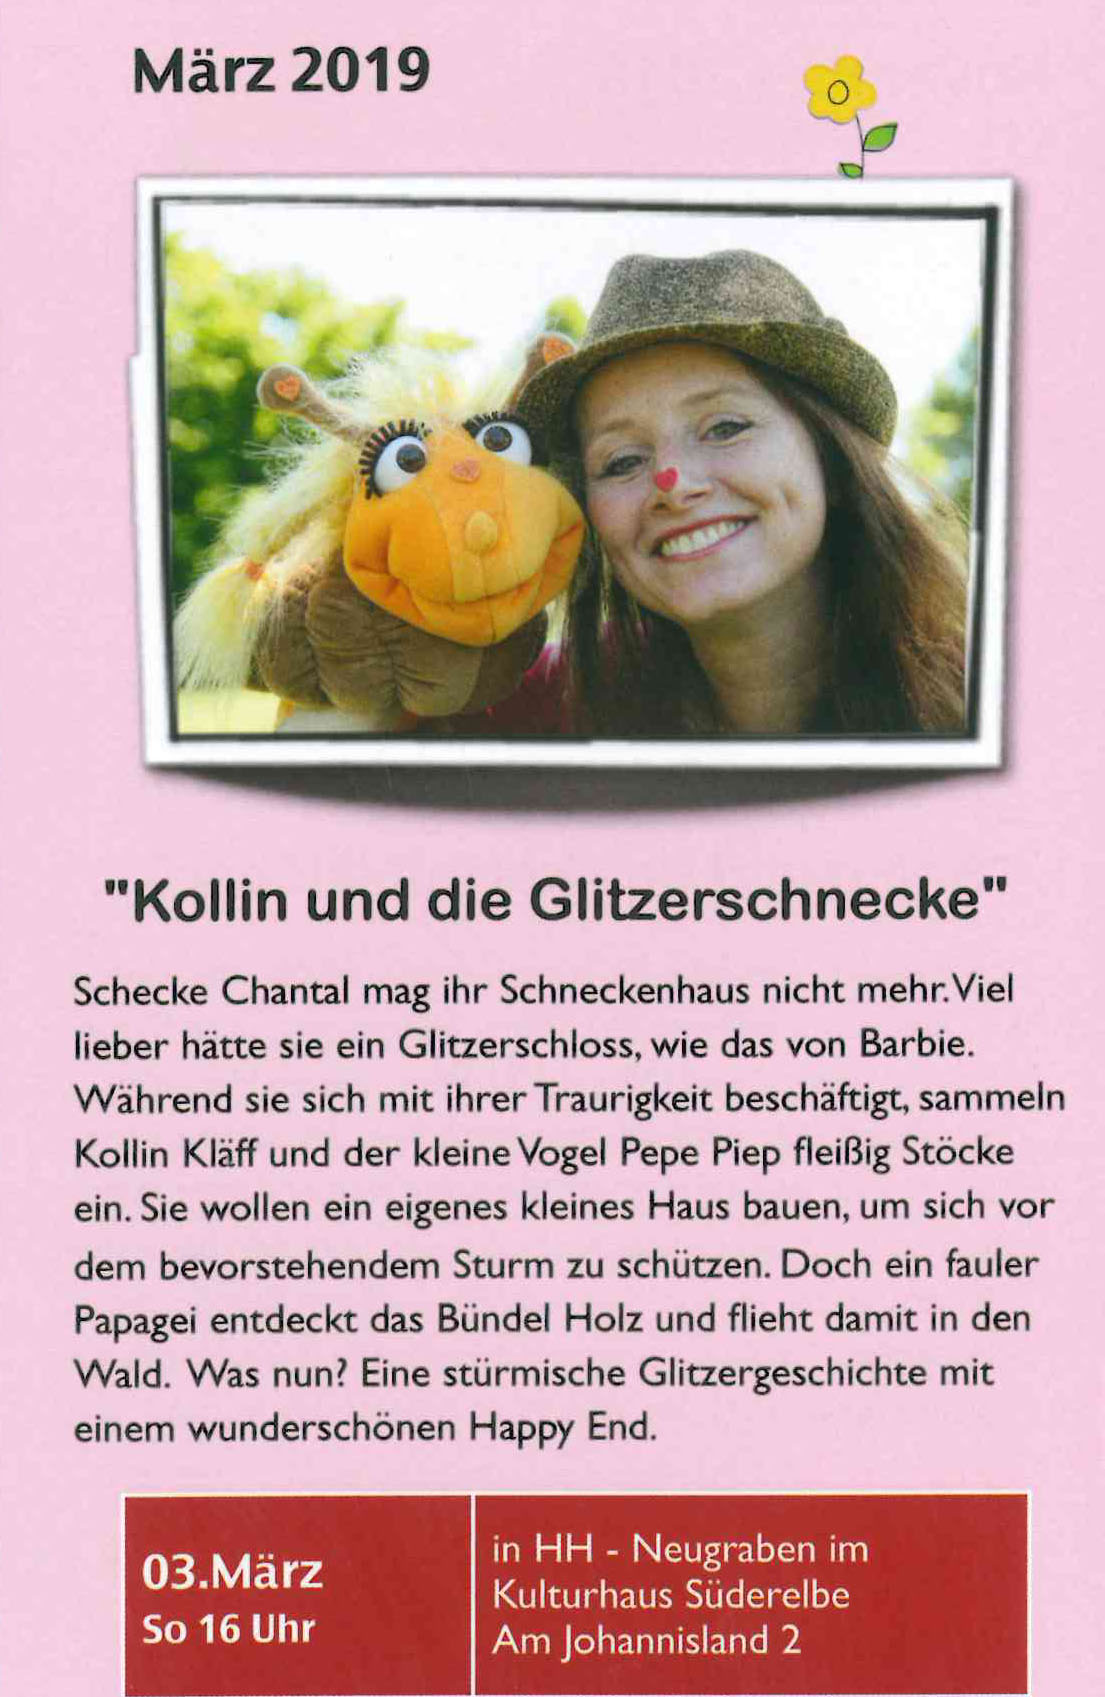 März 2019
"Kollin und die Glitzerschnecke"
Schecke Chantal mag ihr Schneckenhaus nicht mehr. Viel
lieber hätte sie ein Glitzerschloss, wie das von Barbie.
Während sie sich mit ihrer Traurigkeit beschäftigt, sammeln
Kollin Kläff und der kleine Vogel Pepe Piep fleißig Stöcke
ein. Sie wollen ein eigenes kleines Haus bauen, um sich vor
dem bevorstehendem Sturm zu schützen. Doch ein fauler
Papagei entdeckt das Bündel Holz und flieht damit in den
Wald. Was nun? Eine stürmische Glitzergeschichte mit
einem wunderschönen Happy End.
03.März
So 16 Uhr
in HH - Neugraben im
Kulturhaus Süderelbe
Am Johannisland 2